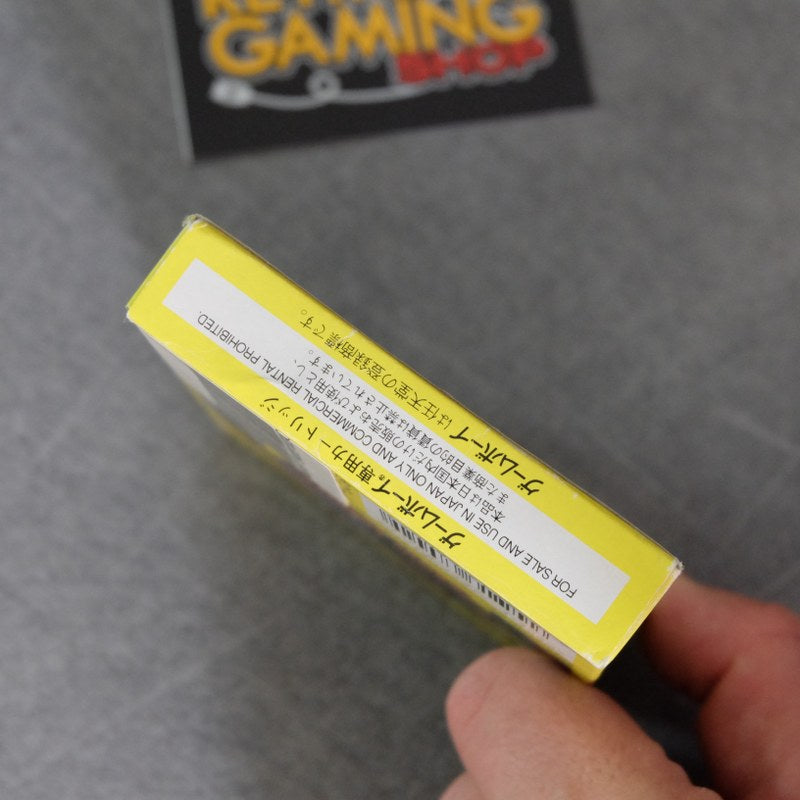 GAMING
SHOP
ゲームボーイ®専用カートリッジ
FOR SALE AND USE IN JAPAN ONLY AND COMMERCIAL RENTAL PROHIBITED.
本品は日本国内だけの販売および使用とし、
また商業目的の賃貸は禁止されています。
ゲームボーイは任天堂の登録商標です。